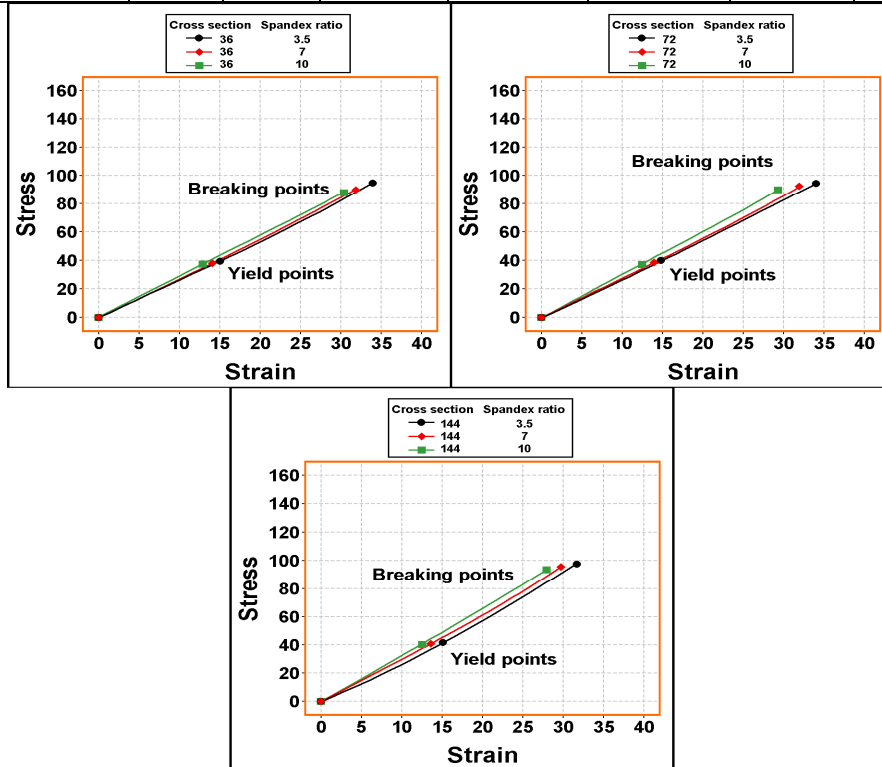 Cross section Spandex ratio
36 3.5
36 7
36 10
160
140
120
100
80
60
40
20
0
Stress
Breaking points
Yield points
0 5 10 15 20 25 30 35 40
Strain
Cross section Spandex ratio
72 3.5
72 7
72 10
160
140
120
100
80
60
40
20
0
Stress
Breaking points
Yield points
0 5 10 15 20 25 30 35 40
Strain
Cross section Spandex ratio
144 3.5
144 7
144 10
160
140
120
100
80
60
40
20
0
Stress
Breaking points
Yield points
0 5 10 15 20 25 30 35 40
Strain